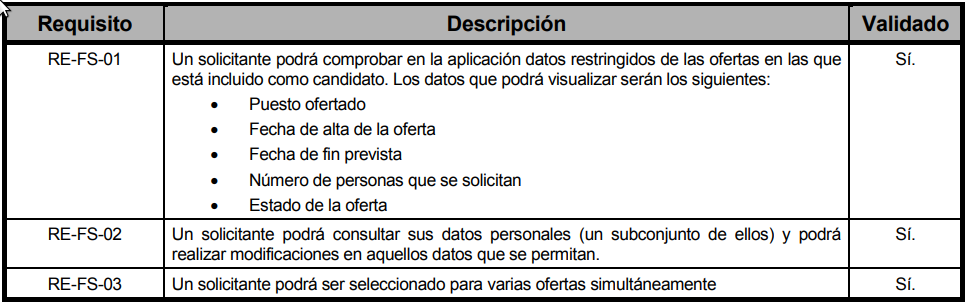 Requisito Descripción Validado
RE-FS-01 Un solicitante podrá comprobar en la aplicación datos restringidos de las ofertas en las que Sí.
está incluido como candidato. Los datos que podrá visualizar serán los siguientes:
• Puesto ofertado
• Fecha de alta de la oferta
• Fecha de fin prevista
• Número de personas que se solicitan
• Estado de la oferta
RE-FS-02 Un solicitante podrá consultar sus datos personales (un subconjunto de ellos) y podrá Sí.
realizar modificaciones en aquellos datos que se permitan.
RE-FS-03 Un solicitante podrá ser seleccionado para varias ofertas simultáneamente Sí.